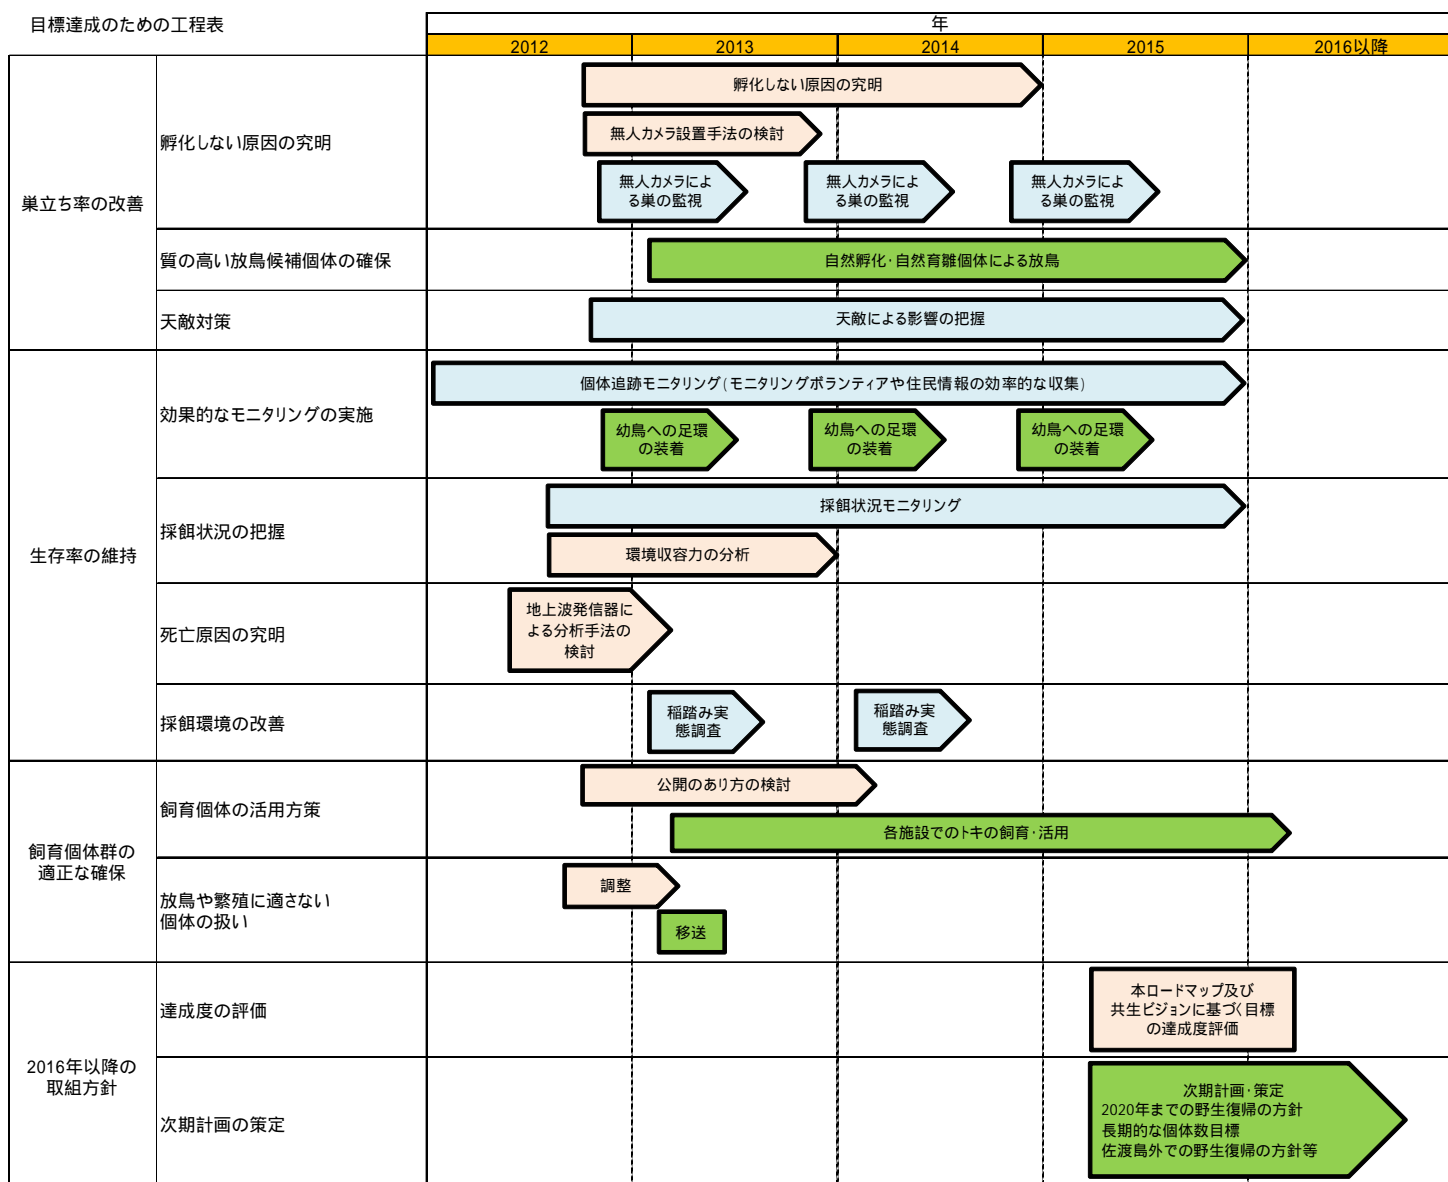 目標達成のための工程表
年
2012
2013
2014
2015
2016以降
巣立ち率の改善
孵化しない原因の究明
孵化しない原因の究明
無人カメラ設置手法の検討
無人カメラによ
る巣の監視
無人カメラによ
る巣の監視
無人カメラによ
る巣の監視
質の高い放鳥候補個体の確保
自然孵化・自然育雛個体による放鳥
天敵対策
天敵による影響の把握
生存率の維持
効果的なモニタリングの実施
個体追跡モニタリング(モニタリングボランティアや住民情報の効率的な収集)
幼鳥への足環
の装着
幼鳥への足環
の装着
幼鳥への足環
の装着
採餌状況の把握
採餌状況モニタリング
環境収容力の分析
死亡原因の究明
地上波発信器に
よる分析手法の
検討
採餌環境の改善
稲踏み実
態調査
稲踏み実
態調査
飼育個体群の
適正な確保
飼育個体の活用方策
公開のあり方の検討
各施設でのトキの飼育・活用
放鳥や繁殖に適さない
個体の扱い
調整
移送
2016年以降の
取組方針
達成度の評価
本ロードマップ及び
共生ビジョンに基づく目標
の達成度評価
次期計画の策定
次期計画・策定
2020年までの野生復帰の方針
長期的な個体数目標
佐渡島外での野生復帰の方針等